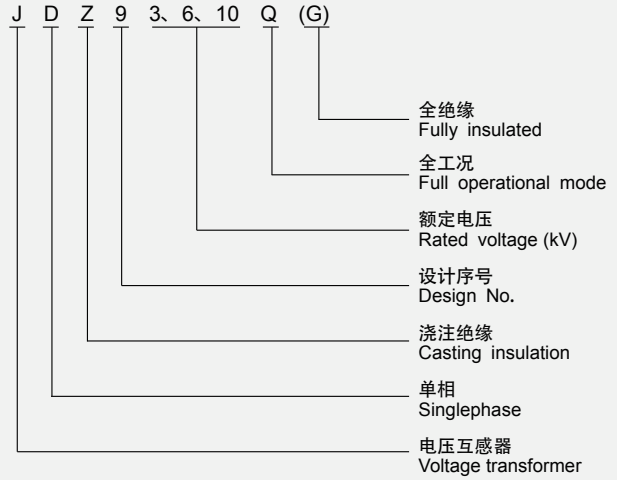 J D Z 9 3、6、10 Q (G)
全绝缘
Fully insulated
全工况
Full operational mode
额定电压
Rated voltage (kV)
设计序号
Design No.
浇注绝缘
Casting insulation
单相
Singlephase
电压互感器
Voltage transformer